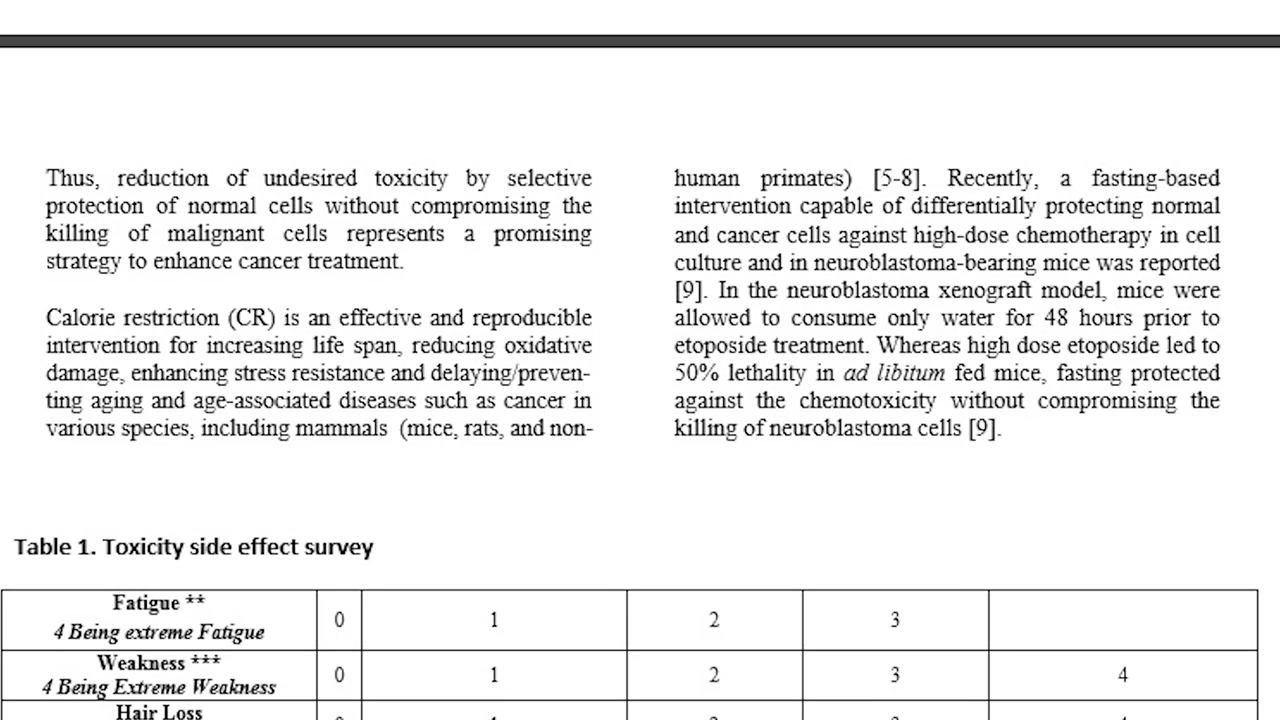 Thus, reduction of undesired toxicity by selective
protection of normal cells without compromising the
killing of malignant cells represents a promising
strategy to enhance cancer treatment.
Calorie restriction (CR) is an effective and reproducible
intervention for increasing life span, reducing oxidative
damage, enhancing stress resistance and delaying/preven-
ting aging and age-associated diseases such as cancer in
various species, including mammals (mice, rats, and non-
human primates) [5-8]. Recently, a fasting-based
intervention capable of differentially protecting normal
and cancer cells against high-dose chemotherapy in cell
culture and in neuroblastoma-bearing mice was reported
[9]. In the neuroblastoma xenograft model, mice were
allowed to consume only water for 48 hours prior to
etoposide treatment. Whereas high dose etoposide led to
50% lethality in ad libitum fed mice, fasting protected
against the chemotoxicity without compromising the
killing of neuroblastoma cells [9].
Table 1. Toxicity side effect survey
Fatigue **
4 Being extreme Fatigue
0 1 2 3
Weakness ***
4 Being Extreme Weakness
0 1 2 3 4
Hair Loss